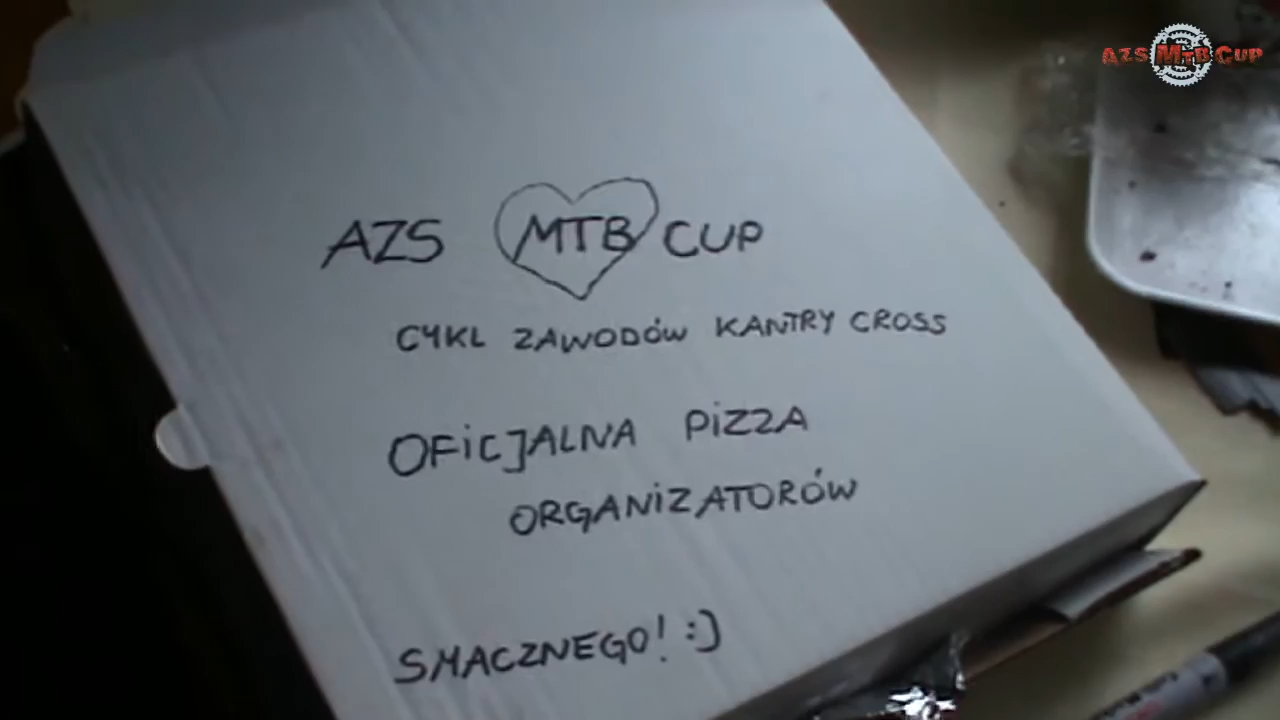 AZS MTB CUP
AZS MTB CUP
CYKL ZAWODÓW KANTRY CROSS
OFICJALNA PIZZA
ORGANIZATORÓW
SMACZNEGO! :)